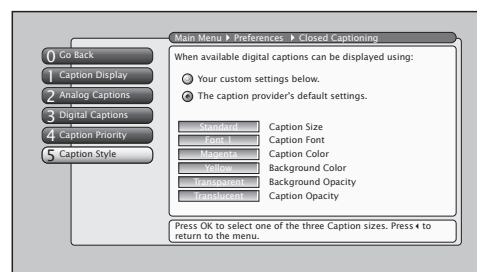 Main Menu ▶ Preferences ▶ Closed Captioning
0 Go Back
1 Caption Display
2 Analog Captions
3 Digital Captions
4 Caption Priority
5 Caption Style
When available digital captions can be displayed using:
Your custom settings below.
The caption provider's default settings.
Standard Caption Size
Font 1 Caption Font
Magenta Caption Color
Yellow Background Color
Transparent Background Opacity
Translucent Caption Opacity
Press OK to select one of the three Caption sizes. Press ◀ to
return to the menu.